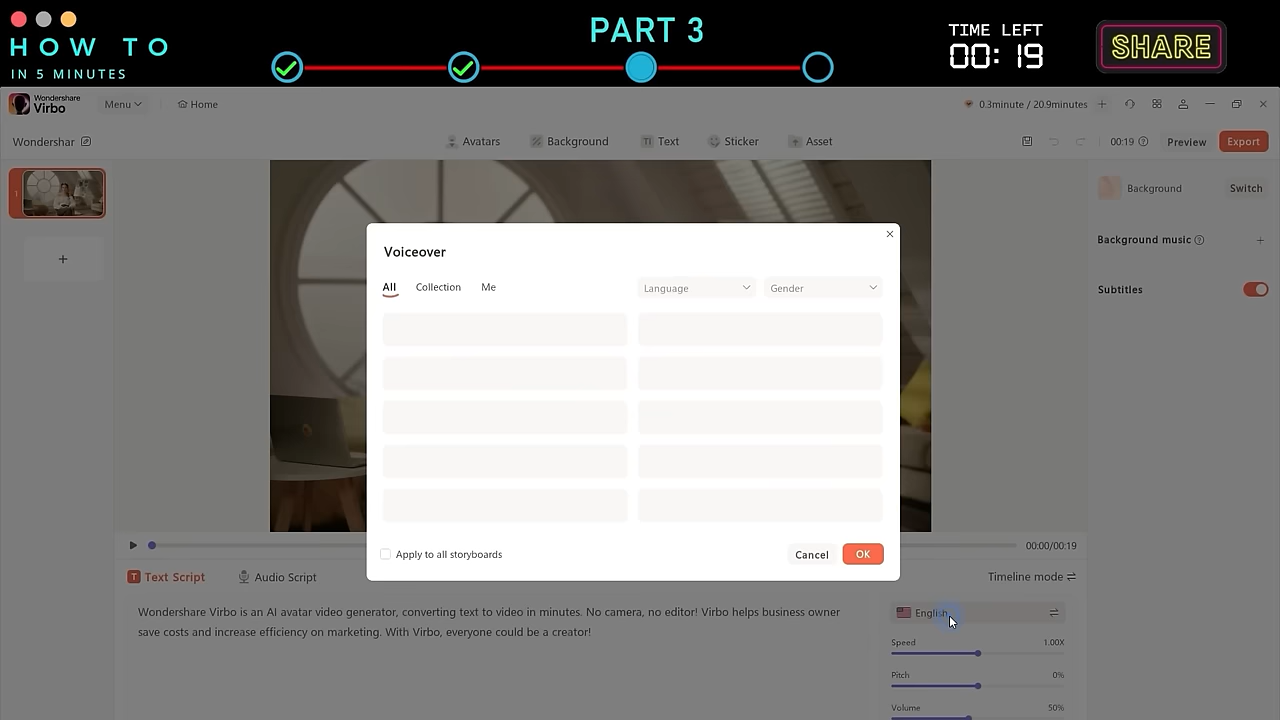 HOW TO
IN 5 MINUTES
PART 3
TIME LEFT
00:19
SHARE
Wondershare
Virbo
Menu
Home
0.3minute / 20.9minutes
Wondershar
Avatars
Background
Text
Sticker
Asset
00:19
Preview
Export
1
Background
Switch
Background music
Subtitles
Voiceover
All
Collection
Me
Language
Gender
Apply to all storyboards
Cancel
OK
00:00/00:19
Text Script
Audio Script
Timeline mode
Wondershare Virbo is an AI avatar video generator, converting text to video in minutes. No camera, no editor! Virbo helps business owner
save costs and increase efficiency on marketing. With Virbo, everyone could be a creator!
English
Speed
1.00X
Pitch
0%
Volume
50%